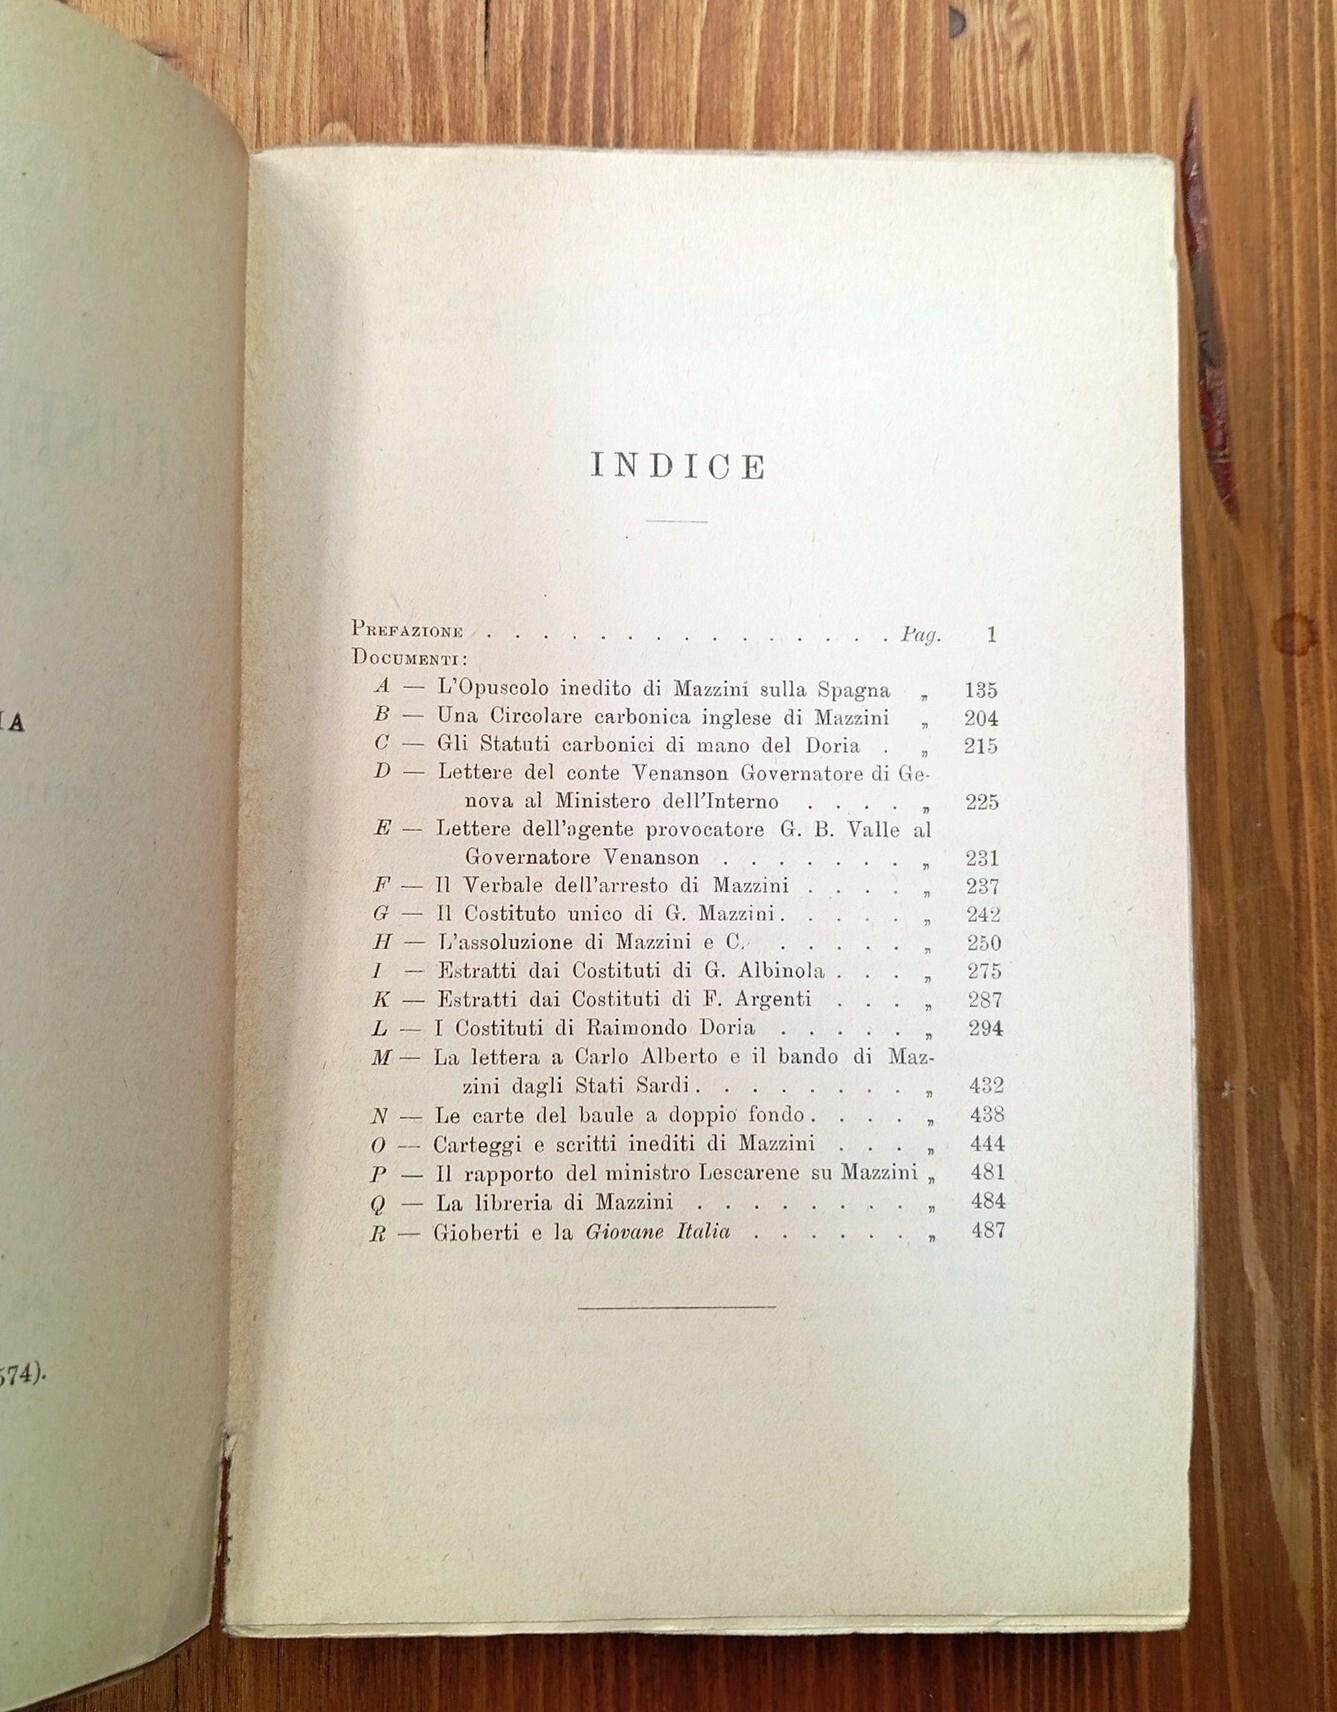 IA
574).
INDICE
PREFAZIONE . . . . . . . . . . . . . . . Pag. 1
DOCUMENTI:
A — L'Opuscolo inedito di Mazzini sulla Spagna „ 135
B — Una Circolare carbonica inglese di Mazzini „ 204
C — Gli Statuti carbonici di mano del Doria . „ 215
D — Lettere del conte Venanson Governatore di Ge-
nova al Ministero dell'Interno . . . . „ 225
E — Lettere dell'agente provocatore G. B. Valle al
Governatore Venanson . . . . . . . „ 231
F — Il Verbale dell'arresto di Mazzini . . . . „ 237
G — Il Costituto unico di G. Mazzini . . . . . „ 242
H — L'assoluzione di Mazzini e C. . . . . . „ 250
I — Estratti dai Costituti di G. Albinola . . . „ 275
K — Estratti dai Costituti di F. Argenti . . . „ 287
L — I Costituti di Raimondo Doria . . . . . „ 294
M — La lettera a Carlo Alberto e il bando di Maz-
zini dagli Stati Sardi . . . . . . . . „ 432
N — Le carte del baule a doppio fondo . . . . „ 438
O — Carteggi e scritti inediti di Mazzini . . . „ 444
P — Il rapporto del ministro Lescarene su Mazzini „ 481
Q — La libreria di Mazzini . . . . . . . . „ 484
R — Gioberti e la Giovane Italia . . . . . . „ 487